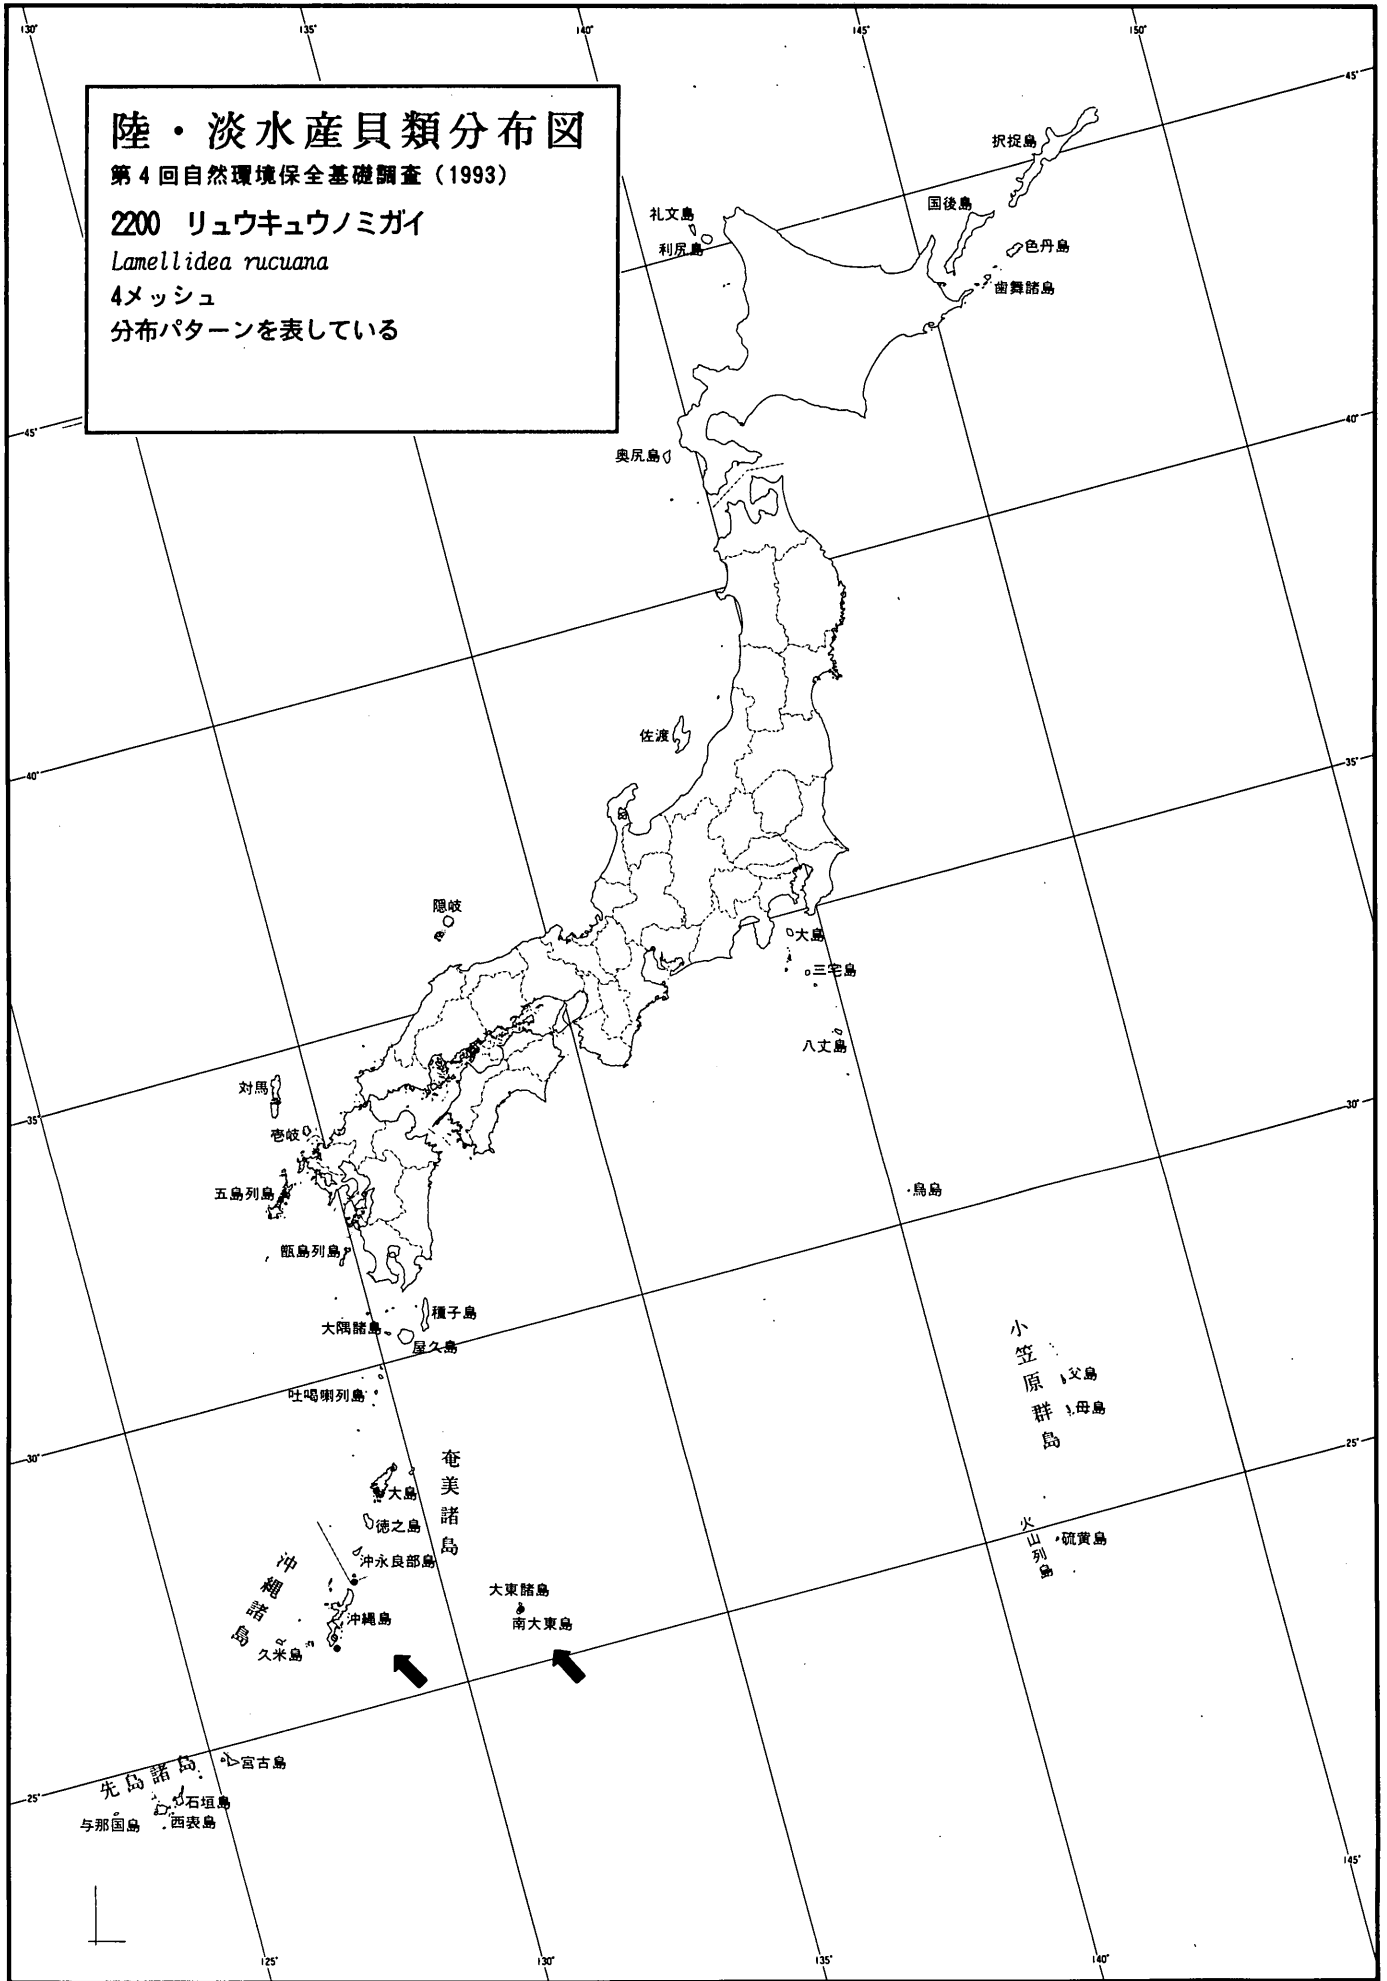 130°
135°
140°
145°
150°
陸・淡水産貝類分布図
第4回自然環境保全基礎調査（1993）
2200 リュウキュウノミガイ
Lamellidea rucuana
4メッシュ
分布パターンを表している
45°
択捉島
国後島
色丹島
歯舞諸島
礼文島
利尻島
45°
40°
奥尻島
佐渡
40°
35°
隠岐
大島
三宅島
八丈島
対馬
35°
壱岐
30°
五島列島
鳥島
甑島列島
種子島
大隅諸島
屋久島
吐噶喇列島
小笠原群島
父島
母島
25°
30°
奄美諸島
大島
徳之島
沖永良部島
火山列島
硫黄島
沖縄諸島
大東諸島
沖縄島
南大東島
久米島
先島諸島
宮古島
25°
石垣島
与那国島
西表島
145°
125°
130°
135°
140°